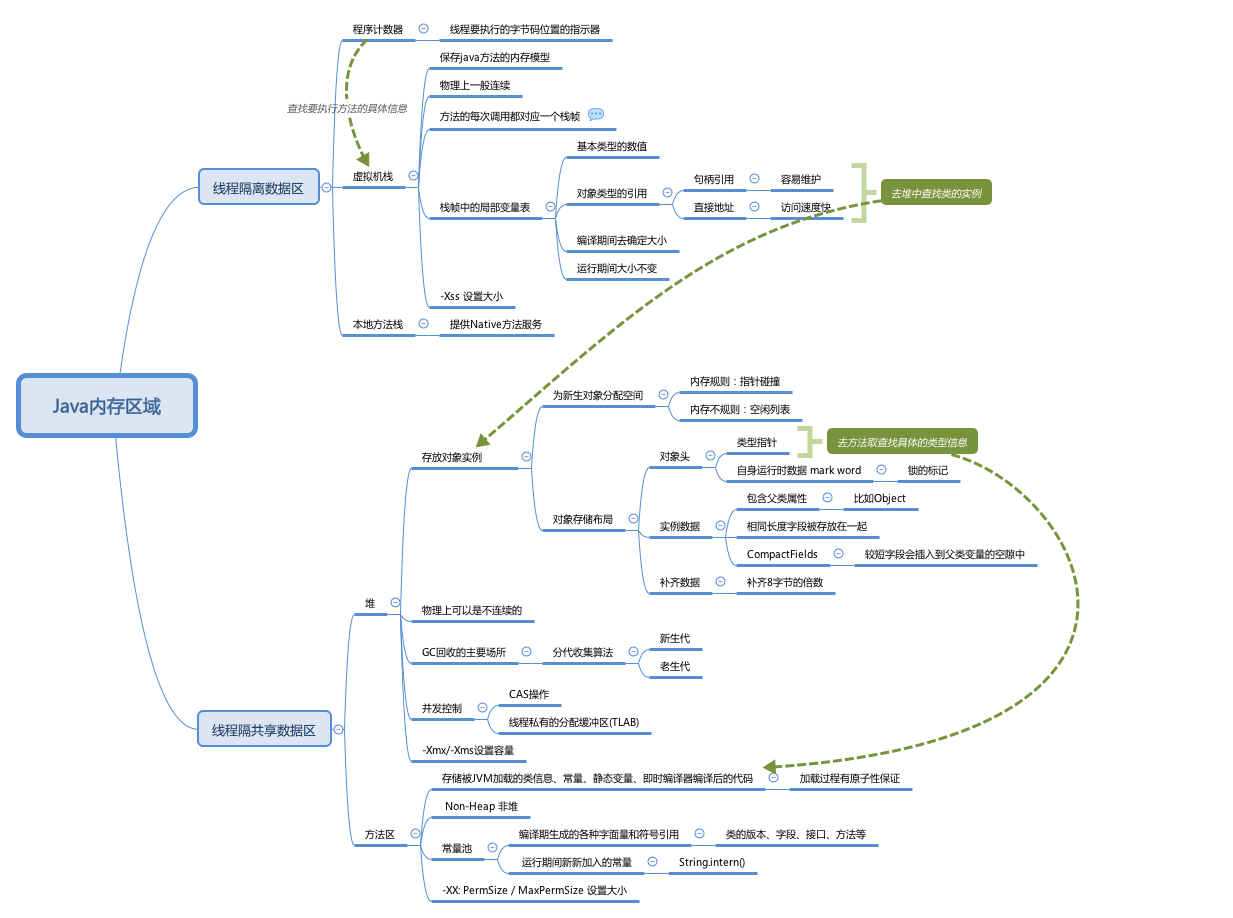 程序计数器
线程要执行的字节码位置的指示器
保存java方法的内存模型
物理上一般连续
查找要执行方法的具体信息
方法的每次调用都对应一个栈帧
基本类型的数值
虚拟机栈
句柄引用
容易维护
线程隔离数据区
对象类型的引用
去堆中查找类的实例
栈帧中的局部变量表
直接地址
访问速度快
编译期间去确定大小
运行期间大小不变
-Xss 设置大小
本地方法栈
提供Native方法服务
Java内存区域
为新生对象分配空间
内存规则：指针碰撞
内存不规则：空闲列表
存放对象实例
对象头
类型指针
去方法取查找具体的类型信息
自身运行时数据 mark word
锁的标记
对象存储布局
实例数据
包含父类属性
比如Object
相同长度字段被存放在一起
CompactFields
较短字段会插入到父类变量的空隙中
补齐数据
补齐8字节的倍数
堆
物理上可以是不连续的
GC回收的主要场所
分代收集算法
新生代
老生代
并发控制
CAS操作
线程私有的分配缓冲区(TLAB)
线程隔共享数据区
-Xmx/-Xms设置容量
存储被JVM加载的类信息、常量、静态变量、即时编译器编译后的代码
加载过程有原子性保证
Non-Heap 非堆
方法区
常量池
编译期生成的各种字面量和符号引用
类的版本、字段、接口、方法等
运行期间新新加入的常量
String.intern()
-XX: PermSize / MaxPermSize 设置大小